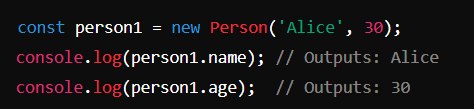 const person1 = new Person('Alice', 30);
console.log(person1.name); // Outputs: Alice
console.log(person1.age);  // Outputs: 30